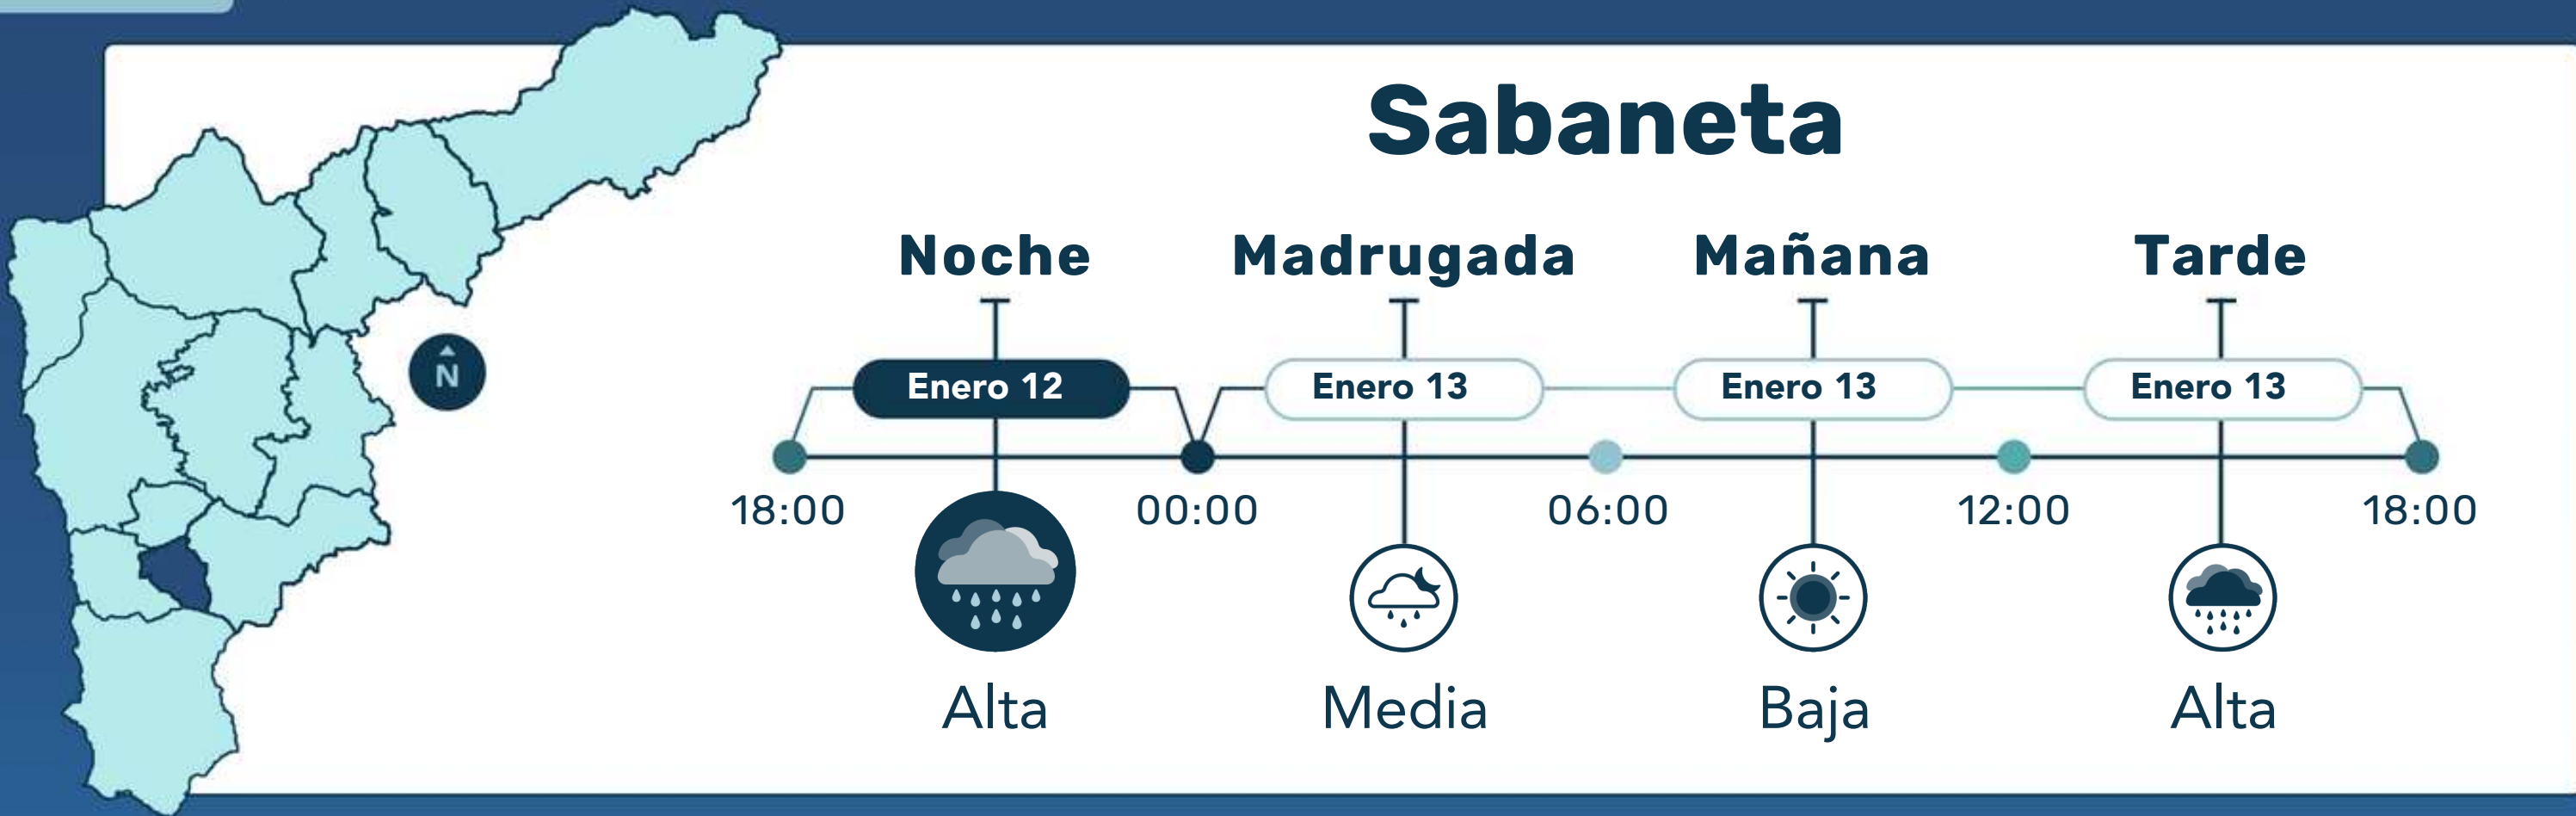 Sabaneta
Noche Madrugada Mañana Tarde
N
Enero 12 Enero 13 Enero 13 Enero 13
18:00 00:00 06:00 12:00 18:00
Alta Media Baja Alta